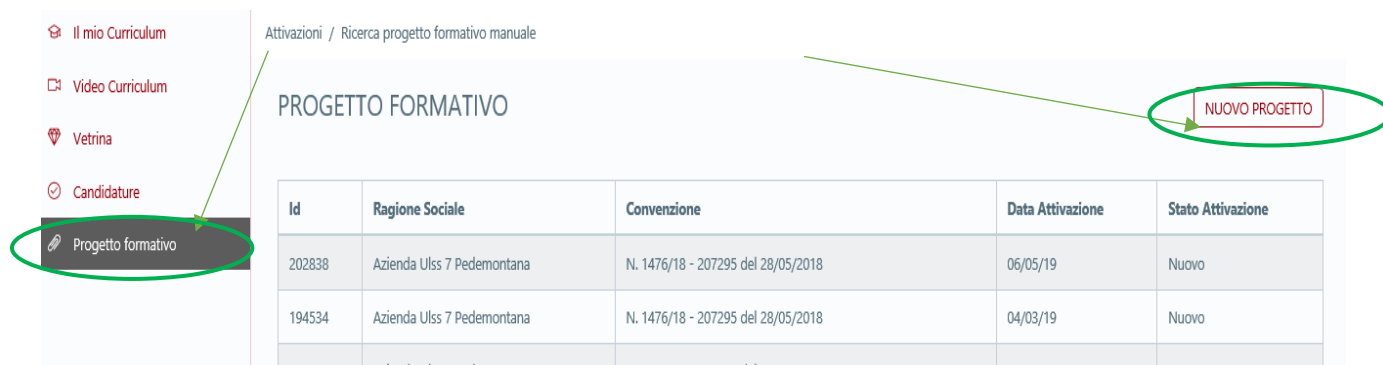 Il mio Curriculum
Video Curriculum
Vetrina
Candidature
Progetto formativo
Attivazioni / Ricerca progetto formativo manuale
PROGETTO FORMATIVO
NUOVO PROGETTO
Id Ragione Sociale Convenzione Data Attivazione Stato Attivazione
202838 Azienda Ulss 7 Pedemontana N. 1476/18 - 207295 del 28/05/2018 06/05/19 Nuovo
194534 Azienda Ulss 7 Pedemontana N. 1476/18 - 207295 del 28/05/2018 04/03/19 Nuovo